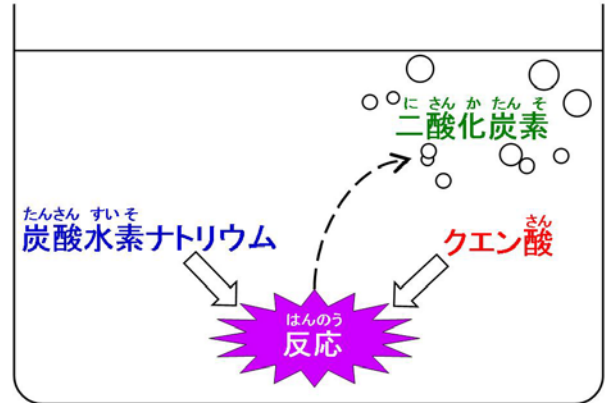 に さん か たん そ
二酸化炭素
たんさん すいそ
炭酸水素ナトリウム
さん
クエン酸
はんのう
反応